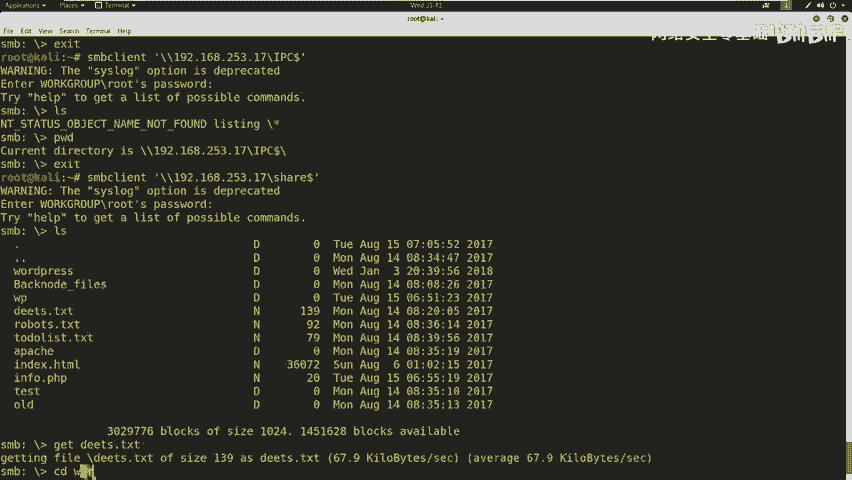 Applications Places Terminal Wed
root@kali: ~
File Edit View Search Terminal Help
smb: \> exit
root@kali:~# smbclient '\\192.168.253.17\IPC$'
WARNING: The "syslog" option is deprecated
Enter WORKGROUP\root's password:
Try "help" to get a list of possible commands.
smb: \> ls
NT_STATUS_OBJECT_NAME_NOT_FOUND listing \*
smb: \> pwd
Current directory is \\192.168.253.17\IPC$\
smb: \> exit
root@kali:~# smbclient '\\192.168.253.17\share$'
WARNING: The "syslog" option is deprecated
Enter WORKGROUP\root's password:
Try "help" to get a list of possible commands.
smb: \> ls
. D 0 Tue Aug 15 07:05:52 2017
.. D 0 Mon Aug 14 08:34:47 2017
wordpress D 0 Wed Jan 3 20:39:56 2018
Backnode_files D 0 Mon Aug 14 08:08:26 2017
wp D 0 Tue Aug 15 06:51:23 2017
deets.txt N 139 Mon Aug 14 08:20:05 2017
robots.txt N 92 Mon Aug 14 08:36:14 2017
todolist.txt N 79 Mon Aug 14 08:39:56 2017
apache D 0 Mon Aug 14 08:35:19 2017
index.html N 36072 Sun Aug 6 01:02:15 2017
info.php N 20 Tue Aug 15 06:55:19 2017
test D 0 Mon Aug 14 08:35:10 2017
old D 0 Mon Aug 14 08:35:13 2017
3029776 blocks of size 1024. 1451628 blocks available
smb: \> get deets.txt
getting file \deets.txt of size 139 as deets.txt (67.9 KiloBytes/sec) (average 67.9 KiloBytes/sec)
smb: \> cd